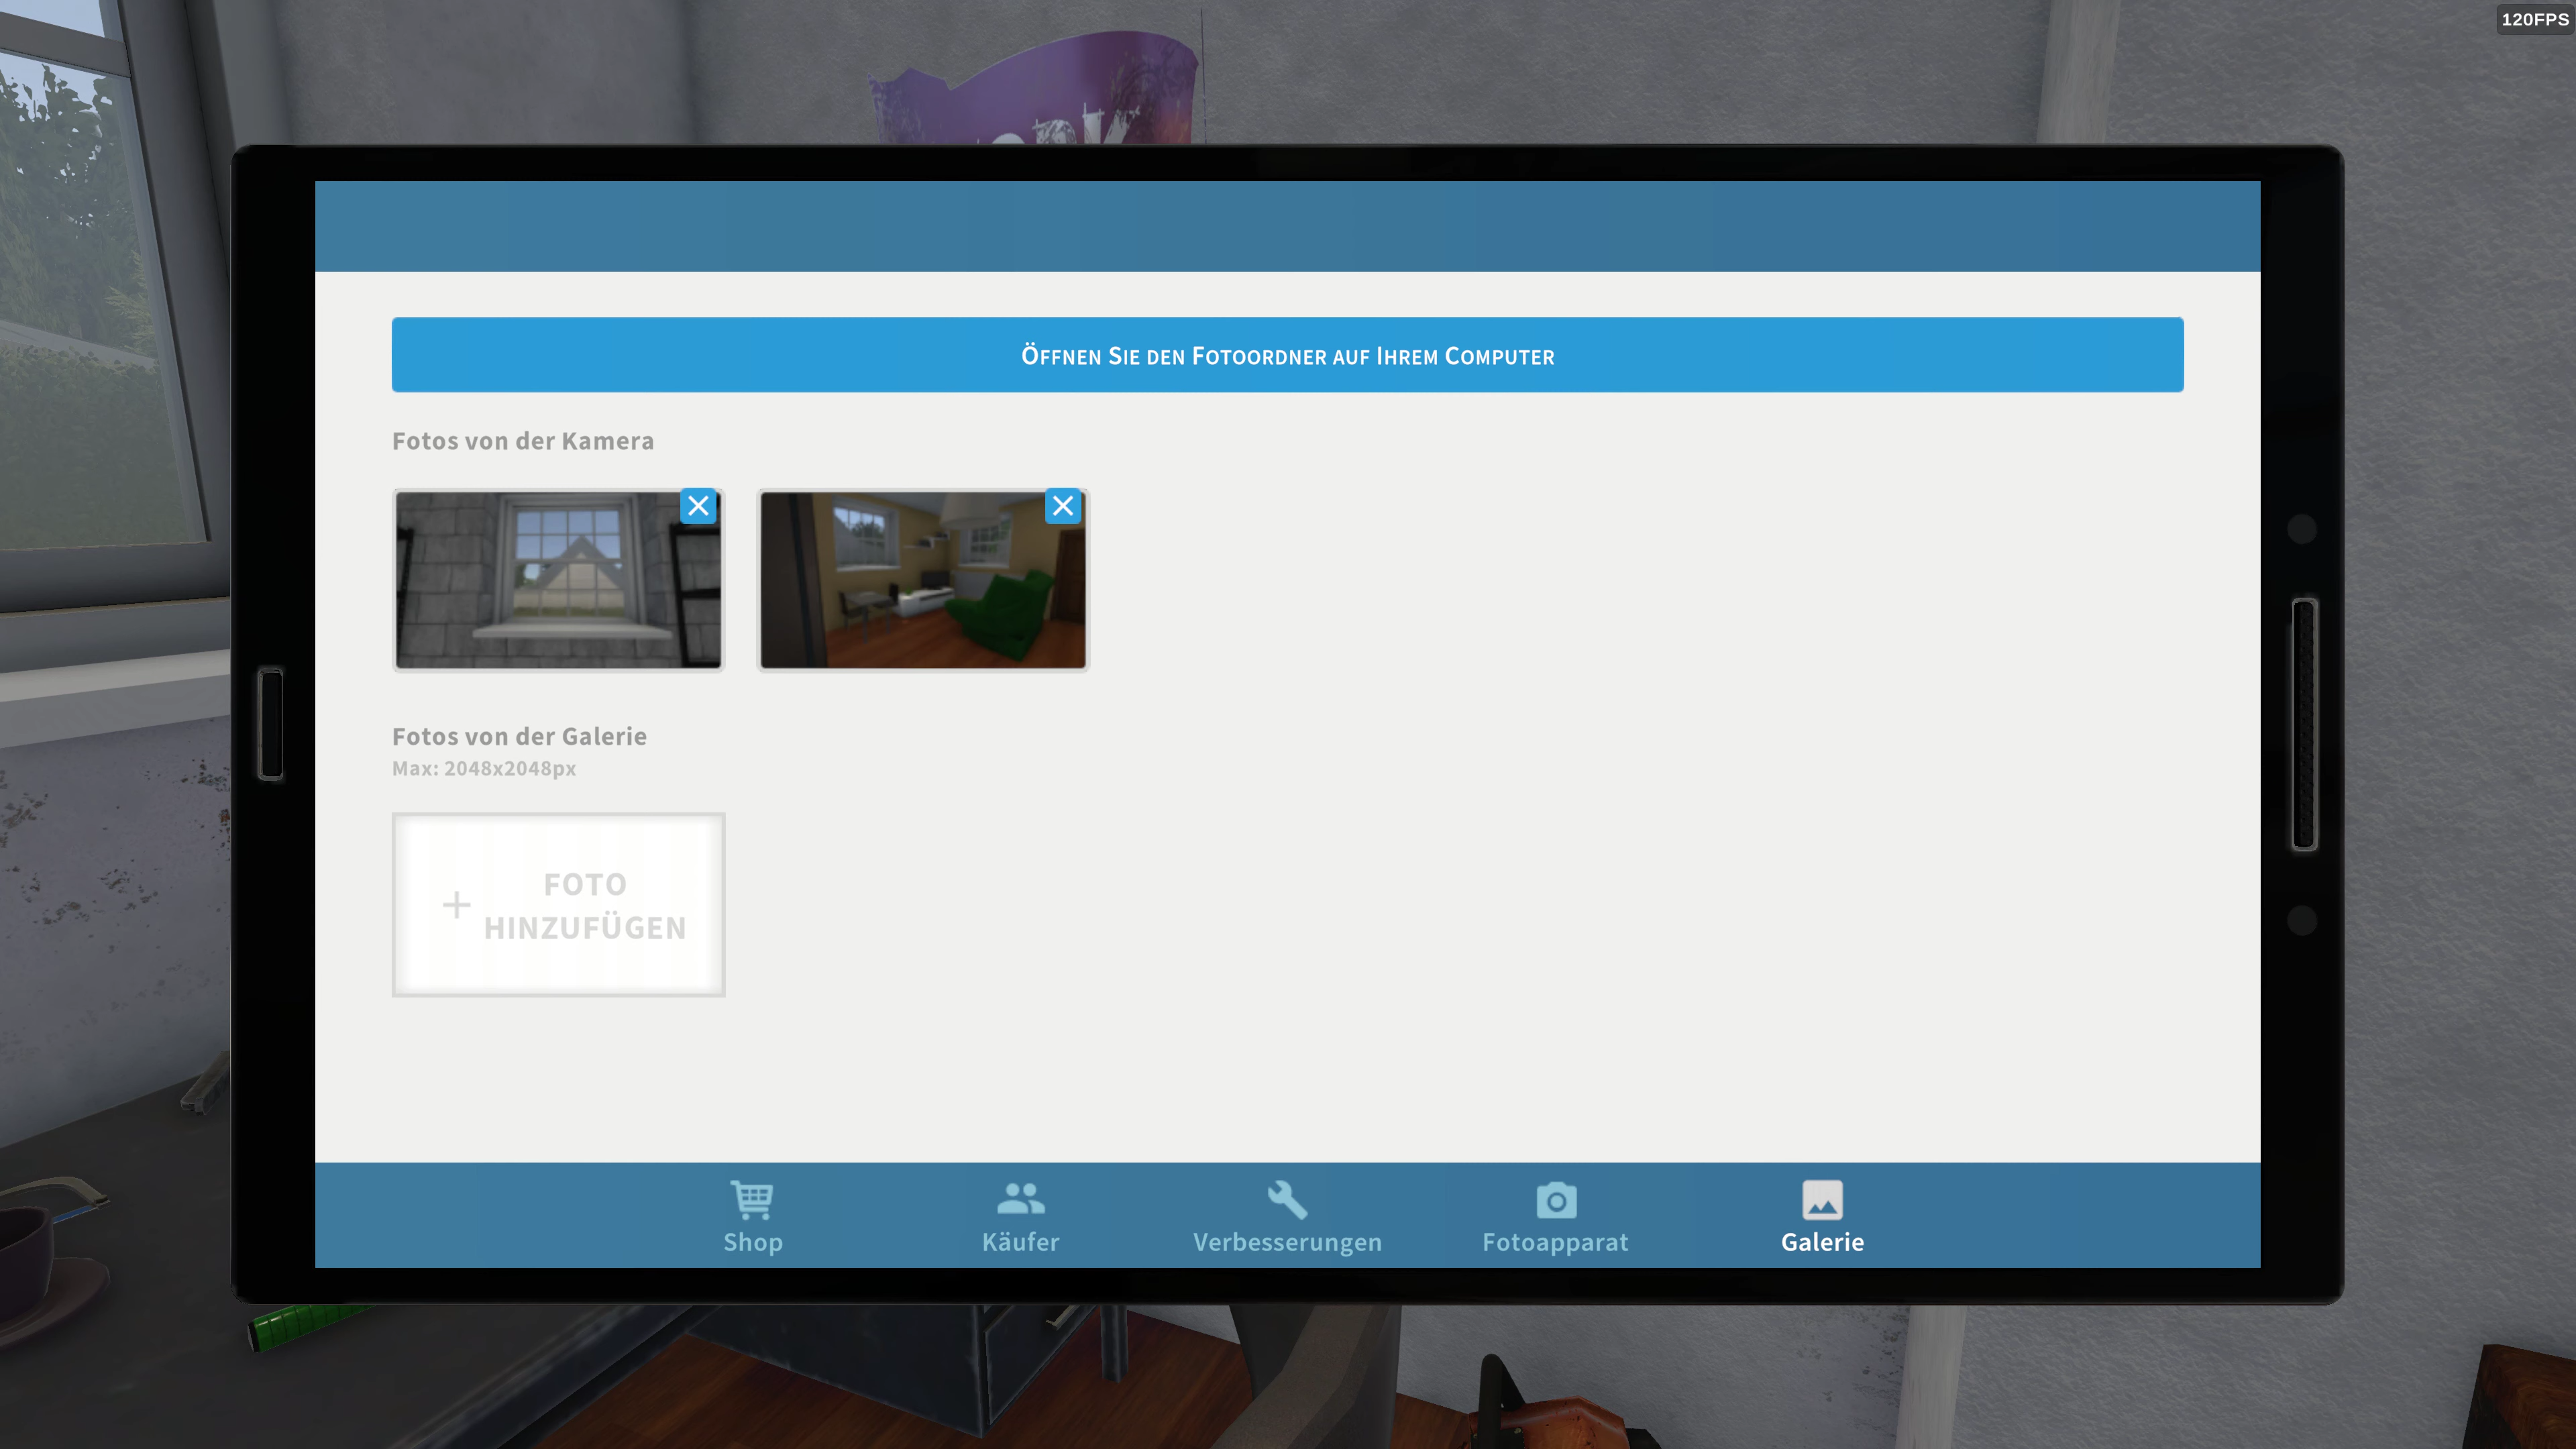 120FPS
Öffnen Sie den Fotoordner auf Ihrem Computer
Fotos von der Kamera
Fotos von der Galerie
Max: 2048x2048px
+ FOTO
HINZUFÜGEN
Shop
Käufer
Verbesserungen
Fotoapparat
Galerie